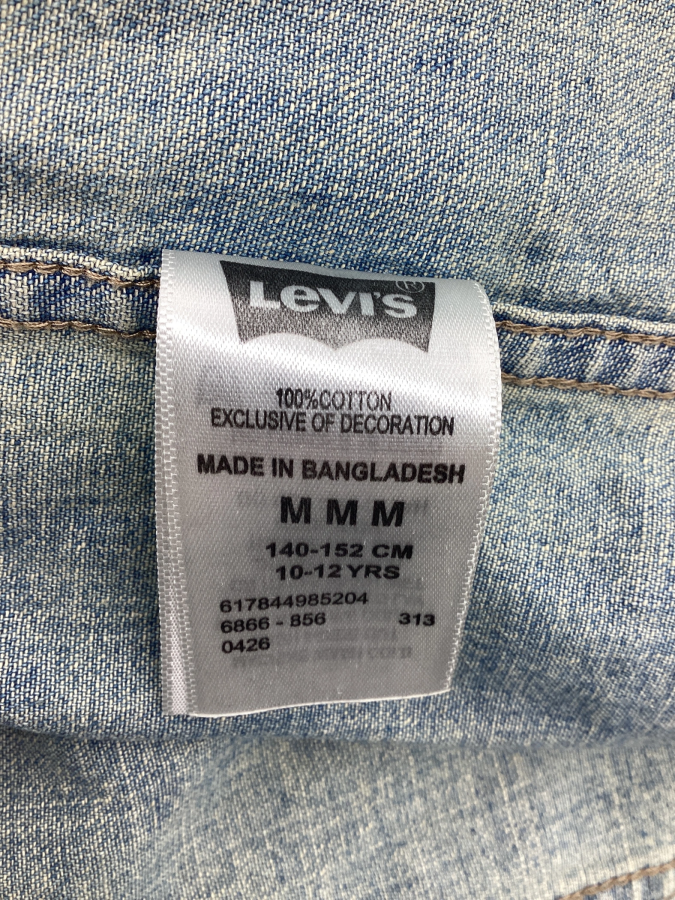 LEVI'S®
100%COTTON
EXCLUSIVE OF DECORATION
MADE IN BANGLADESH
M M M
140-152 CM
10-12 YRS
617844985204
6866 - 856 313
0426